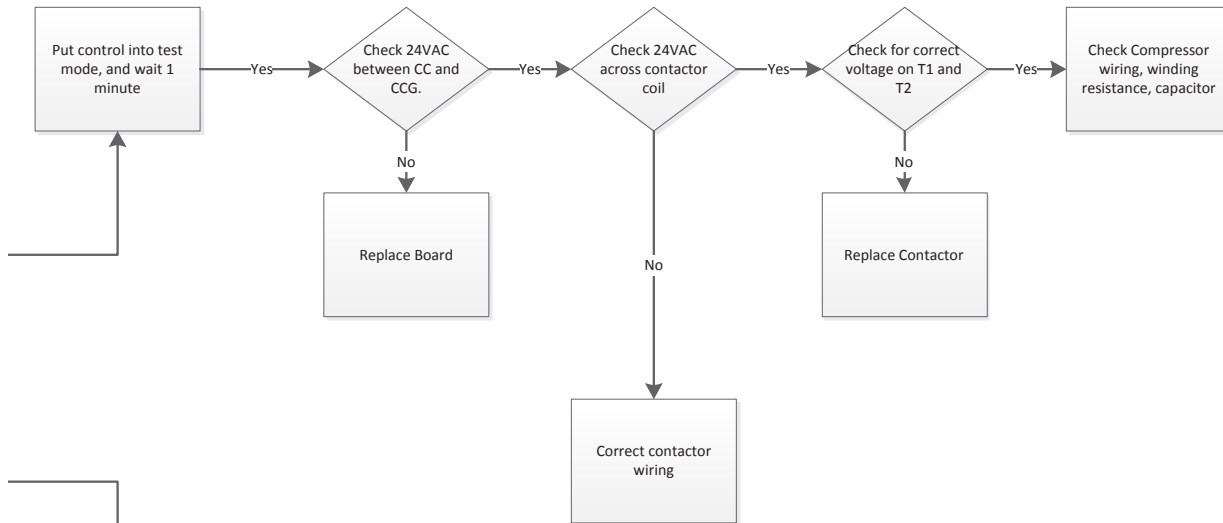 Put control into test
mode, and wait 1
minute
Yes
Check 24VAC
between CC and
CCG.
Yes
Check 24VAC
across contactor
coil
Yes
Check for correct
voltage on T1 and
T2
Yes
Check Compressor
wiring, winding
resistance, capacitor
No
No
No
Replace Board
Replace Contactor
Correct contactor
wiring